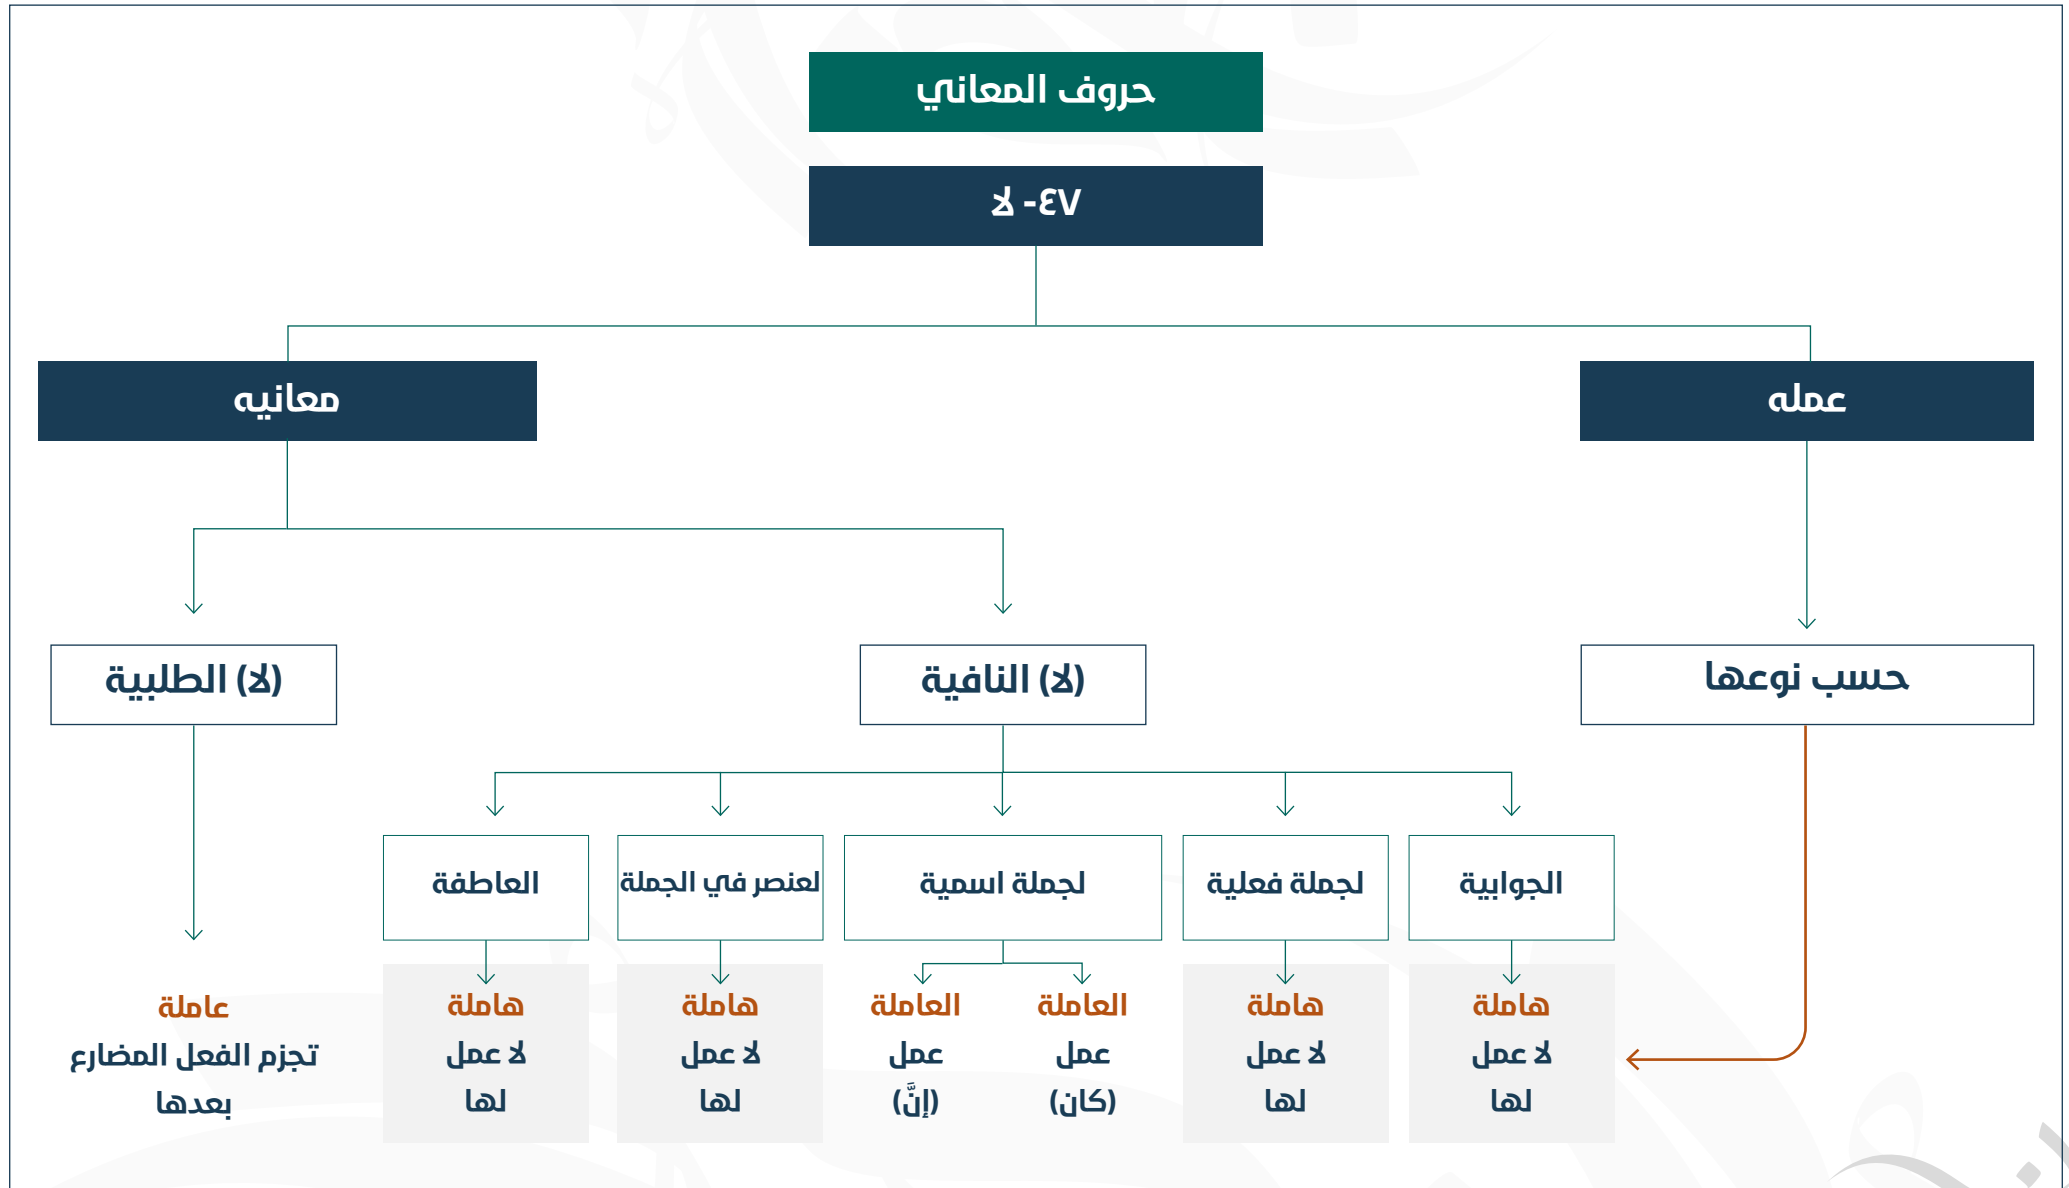 حروف المعاني
٤٧- لا
عمله
معانيه
حسب نوعها
(لا) النافية
(لا) الطلبية
الجوابية
لجملة فعلية
لجملة اسمية
لعنصر في الجملة
العاطفة
هاملة
لا عمل
لها
هاملة
لا عمل
لها
العاملة
عمل
(كان)
العاملة
عمل
(إنَّ)
هاملة
لا عمل
لها
هاملة
لا عمل
لها
عاملة
تجزم الفعل المضارع
بعدها